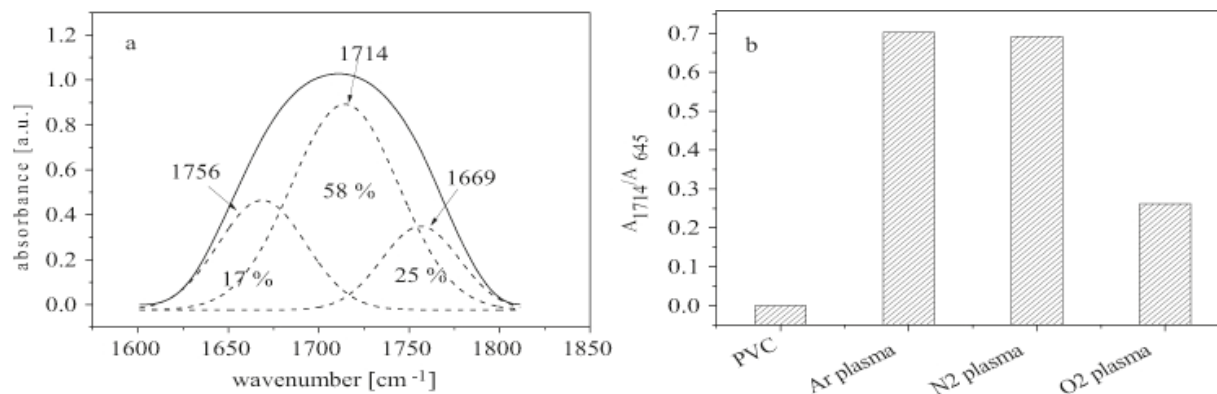 a
absorbance [a.u.]
1.2
1.0
0.8
0.6
0.4
0.2
0.0
1714
1756
1669
58 %
17 %
25 %
1600 1650 1700 1750 1800 1850
wavenumber [cm⁻¹]
b
A₁₇₁₄/A ₆₄₅
0.7
0.6
0.5
0.4
0.3
0.2
0.1
0.0
PVC
Ar plasma
N2 plasma
O2 plasma